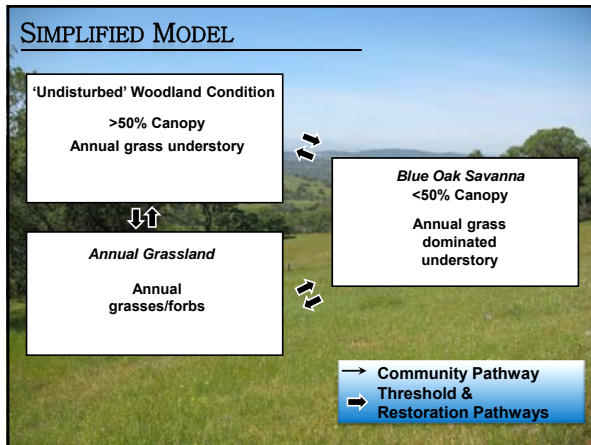 SIMPLIFIED MODEL
‘Undisturbed’ Woodland Condition
>50% Canopy
Annual grass understory
Blue Oak Savanna
<50% Canopy
Annual grass
dominated
understory
Annual Grassland
Annual
grasses/forbs
Community Pathway
Threshold &
Restoration Pathways